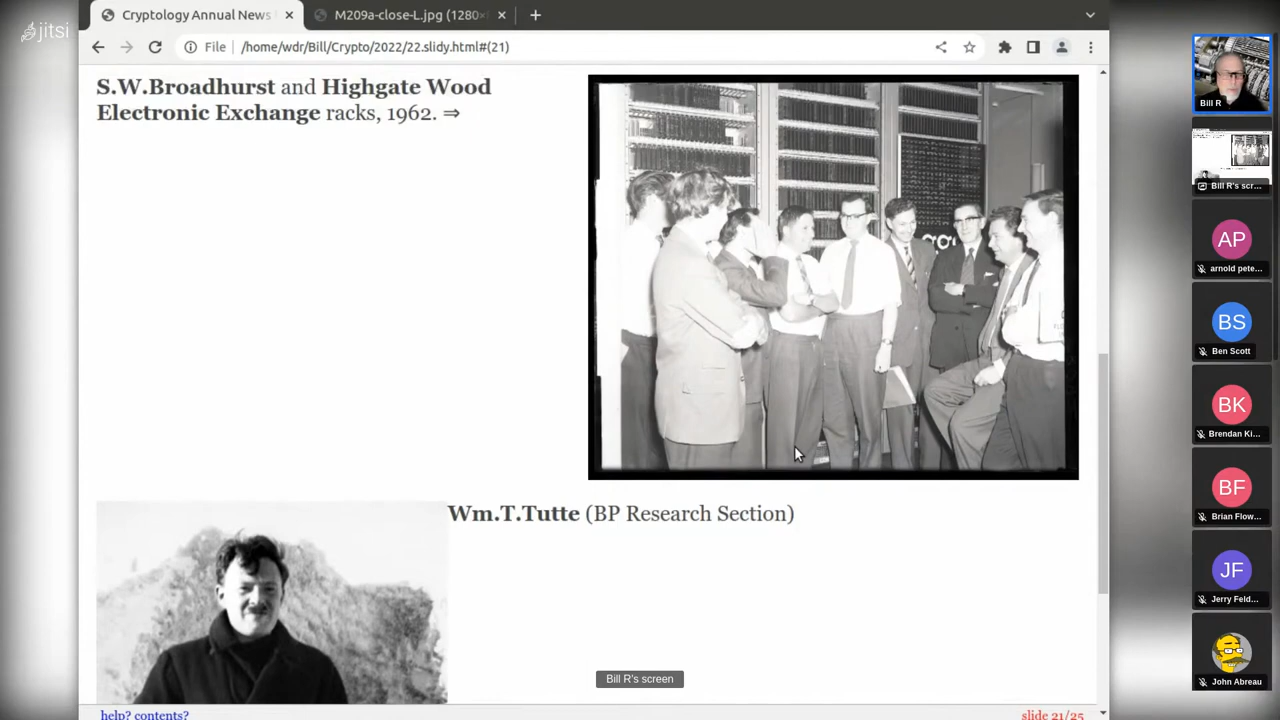 jitsi
Cryptology Annual News
M209a-close-L.jpg (1280×
File
/home/wdr/Bill/Crypto/2022/22.slidy.html#(21)
S.W.Broadhurst and Highgate Wood
Electronic Exchange racks, 1962. ⇒
Wm.T.Tutte (BP Research Section)
Bill R's screen
help? contents?
slide 21/25
Bill R
Bill R's scr...
AP
arnold pete...
BS
Ben Scott
BK
Brendan Ki...
BF
Brian Flow...
JF
Jerry Feld...
John Abreau